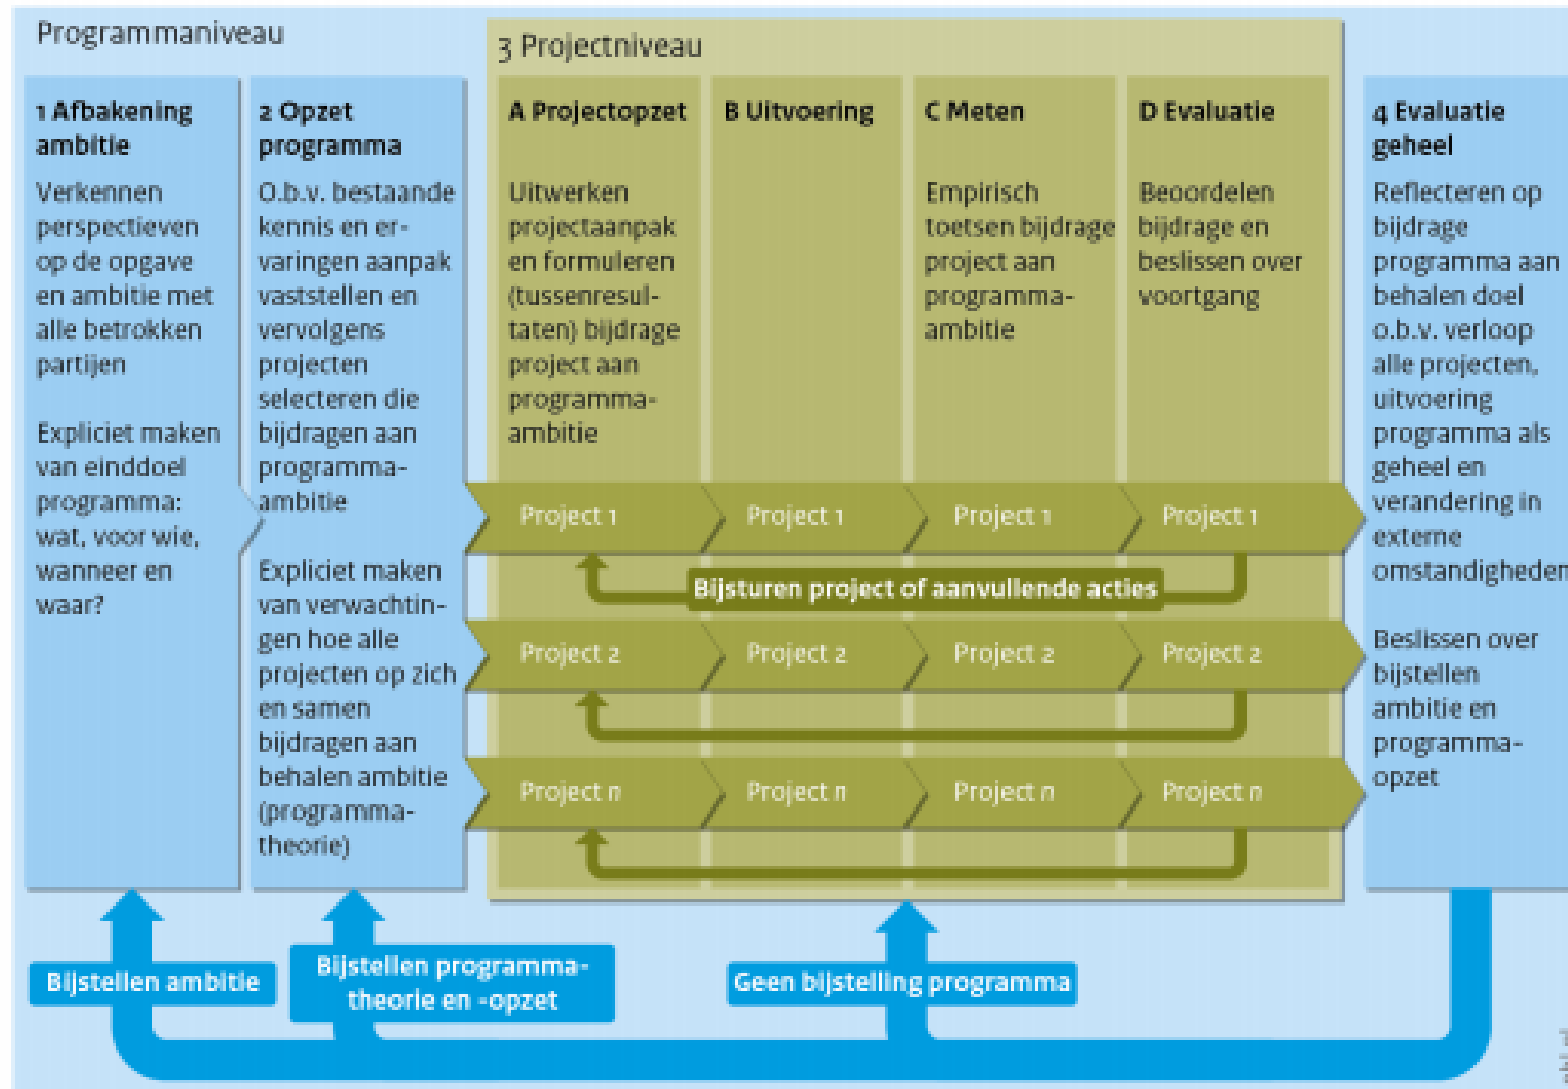 Programmaniveau
1 Afbakening
ambitie
Verkennen
perspectieven
op de opgave
en ambitie met
alle betrokken
partijen
Expliciet maken
van einddoel
programma:
wat, voor wie,
wanneer en
waar?
2 Opzet
programma
O.b.v. bestaande
kennis en er-
varingen aanpak
vaststellen en
vervolgens
projecten
selecteren die
bijdragen aan
programma-
ambitie
Expliciet maken
van verwachtin-
gen hoe alle
projecten op zich
en samen
bijdragen aan
behalen ambitie
(programma-
theorie)
3 Projectniveau
A Projectopzet
Uitwerken
projectaanpak
en formuleren
(tussenresul-
taten) bijdrage
project aan
programma-
ambitie
B Uitvoering
C Meten
Empirisch
toetsen bijdrage
project aan
programma-
ambitie
D Evaluatie
Beoordelen
bijdrage en
beslissen over
voortgang
Project 1 Project 1 Project 1 Project 1
Bijsturen project of aanvullende acties
Project 2 Project 2 Project 2 Project 2
Project n Project n Project n Project n
4 Evaluatie
geheel
Reflecteren op
bijdrage
programma aan
behalen doel
o.b.v. verloop
alle projecten,
uitvoering
programma als
geheel en
verandering in
externe
omstandigheden
Beslissen over
bijstellen
ambitie en
programma-
opzet
Bijstellen ambitie
Bijstellen programma-
theorie en -opzet
Geen bijstelling programma